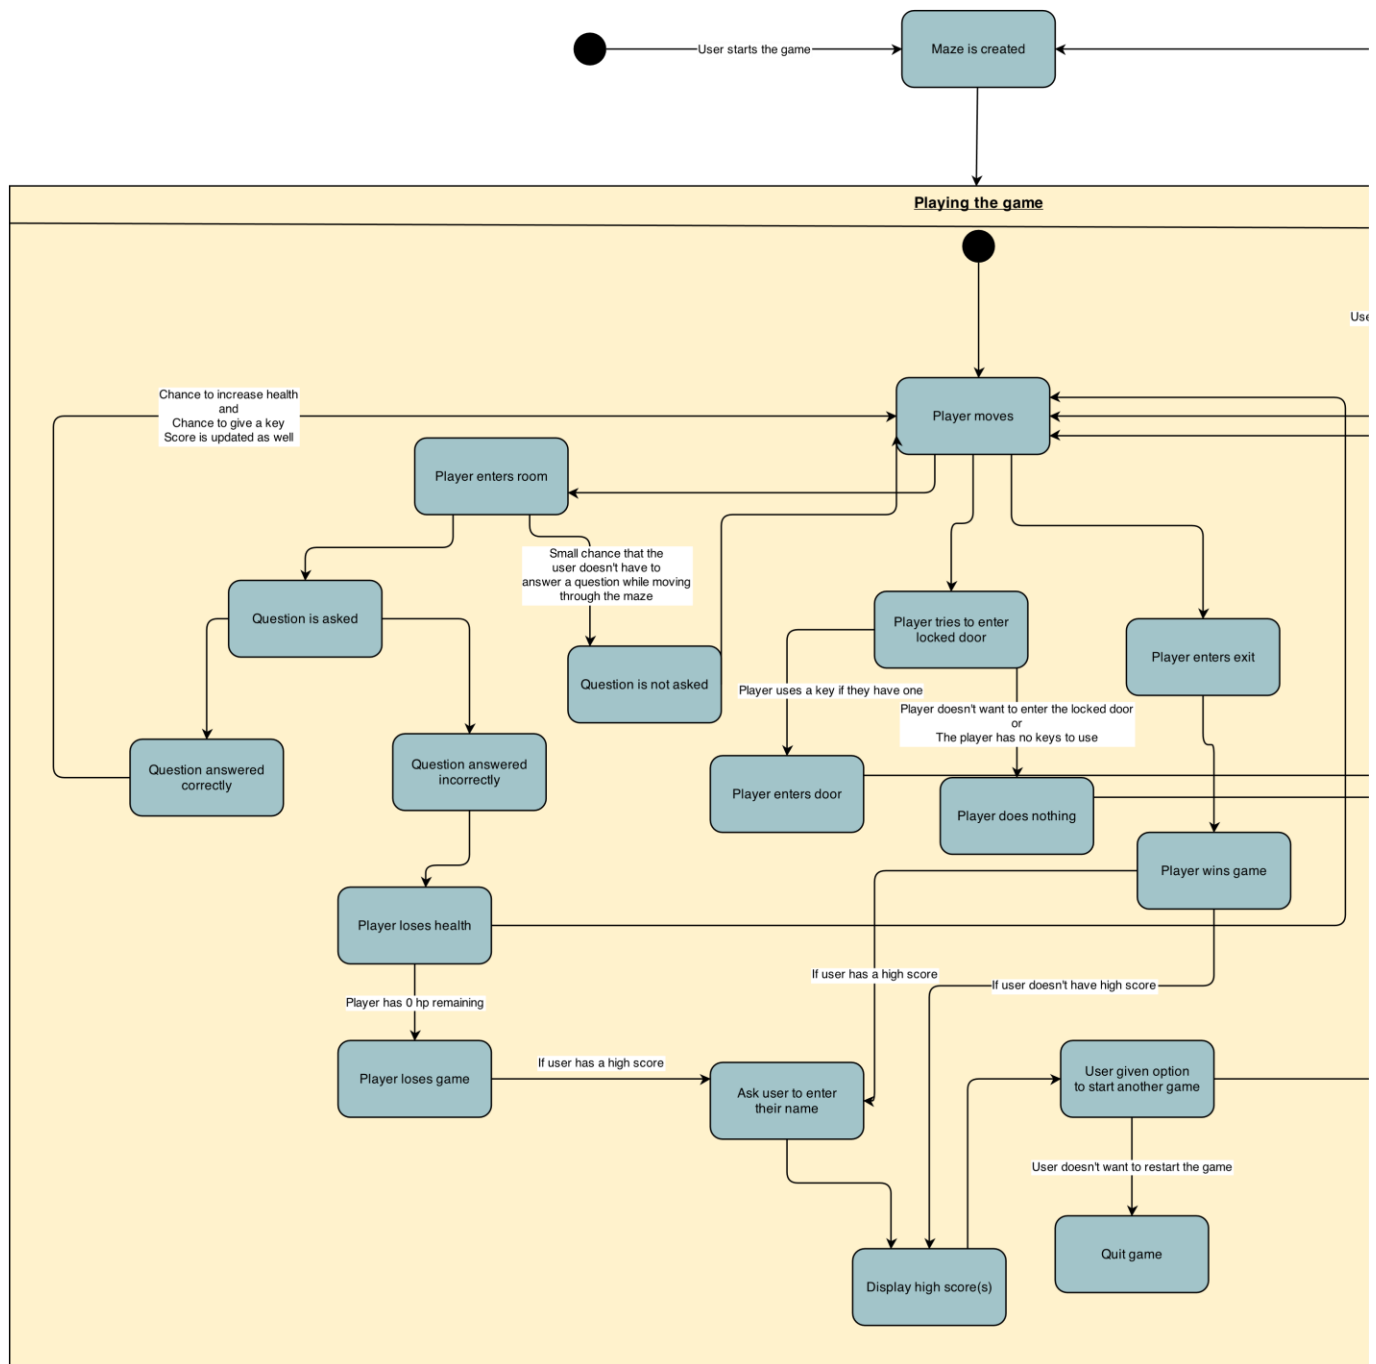 User starts the game
Maze is created
Playing the game
Use
Chance to increase health
and
Chance to give a key
Score is updated as well
Player moves
Player enters room
Small chance that the
user doesn't have to
answer a question while moving
through the maze
Question is asked
Player tries to enter
locked door
Player enters exit
Question is not asked
Player uses a key if they have one
Player doesn't want to enter the locked door
or
The player has no keys to use
Question answered
correctly
Question answered
incorrectly
Player enters door
Player does nothing
Player wins game
Player loses health
If user has a high score
If user doesn't have high score
Player has 0 hp remaining
Player loses game
If user has a high score
Ask user to enter
their name
User given option
to start another game
User doesn't want to restart the game
Quit game
Display high score(s)